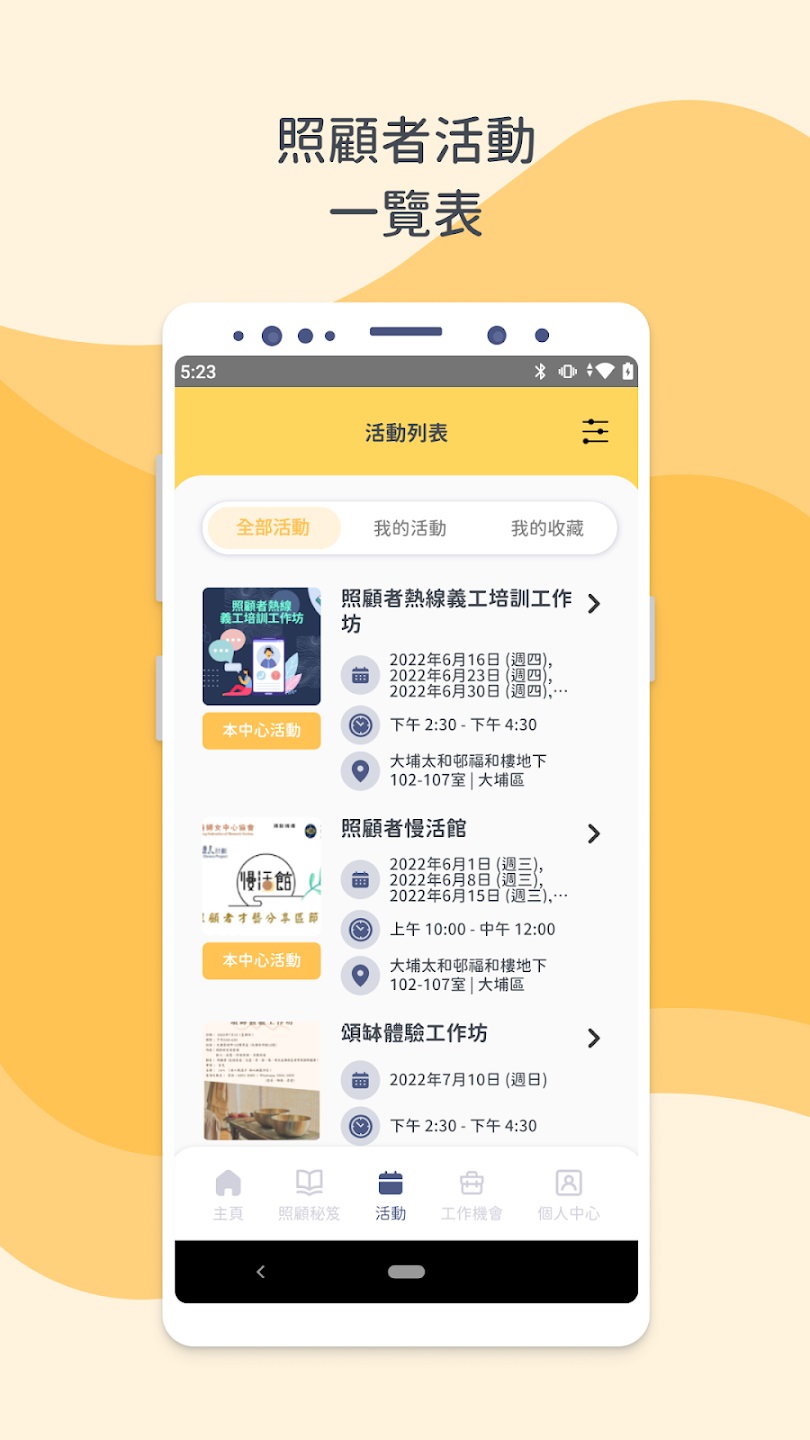 照顧者活動
一覽表
5:23
活動列表
全部活動
我的活動
我的收藏
照顧者熱線
義工培訓工作坊
本中心活動
照顧者熱線義工培訓工作
坊
2022年6月16日 (週四),
2022年6月23日 (週四),
2022年6月30日 (週四),…
下午 2:30 - 下午 4:30
大埔太和邨福和樓地下
102-107室 | 大埔區
婦女中心協會
慢活館
顧者才藝分享區節
本中心活動
照顧者慢活館
2022年6月1日 (週三),
2022年6月8日 (週三),
2022年6月15日 (週三),…
上午 10:00 - 中午 12:00
大埔太和邨福和樓地下
102-107室 | 大埔區
頌缽體驗工作坊
2022年7月10日 (週日)
下午 2:30 - 下午 4:30
主頁
照顧秘笈
活動
工作機會
個人中心